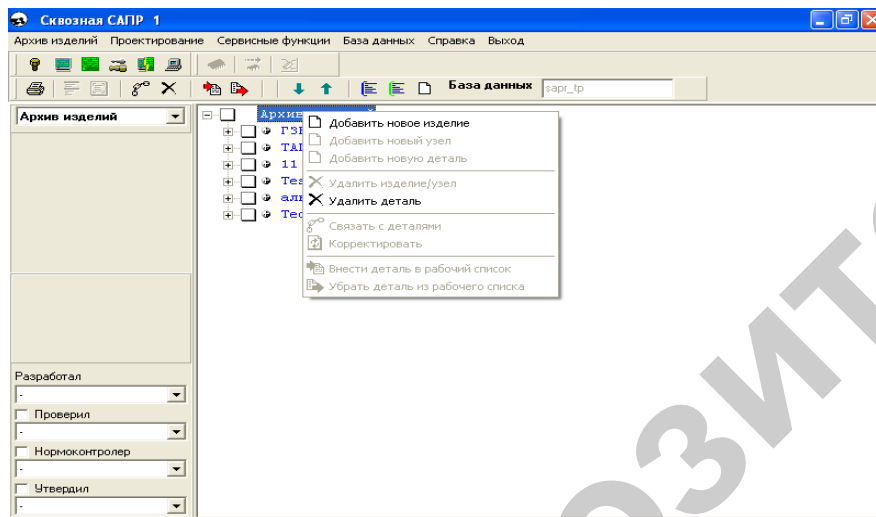 Сквозная САПР 1
Архив изделий Проектирование Сервисные функции База данных Справка Выход
База данных sapr_tp
Архив изделий
Добавить новое изделие
Добавить новый узел
Добавить новую деталь
11
Удалить изделие/узел
Удалить деталь
Связать с деталями
Корректировать
Внести деталь в рабочий список
Убрать деталь из рабочего списка
Разработал
-
Проверил
-
Нормоконтролер
-
Утвердил
-